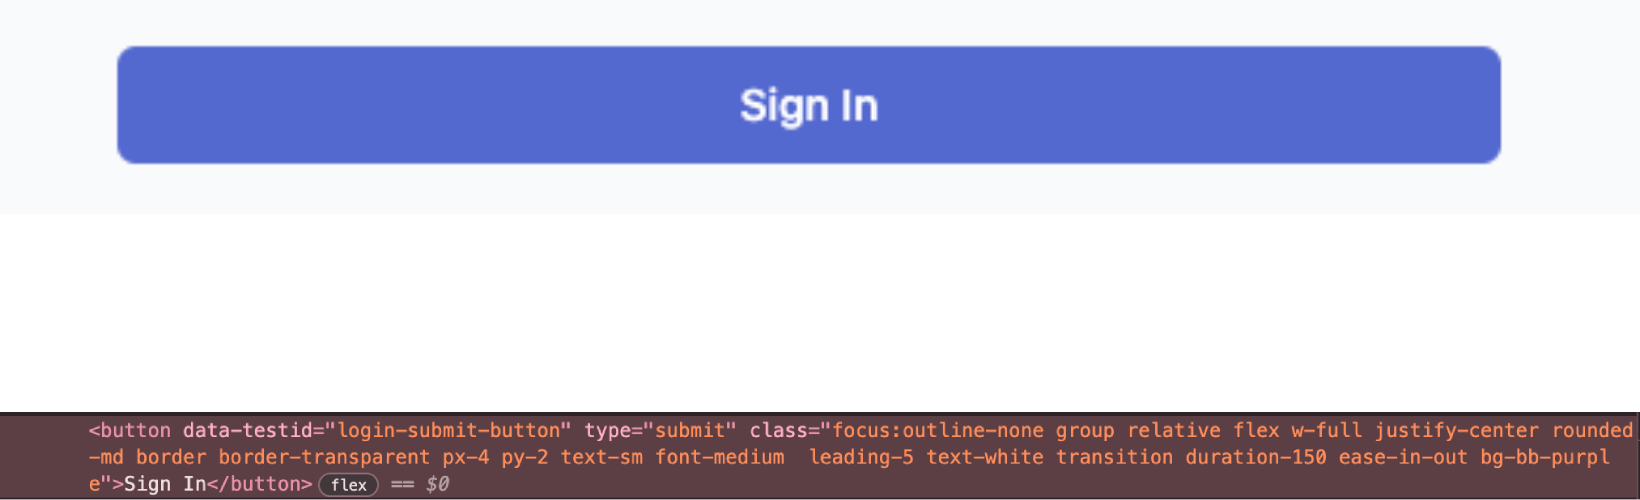 Sign In
<button data-testid="login-submit-button" type="submit" class="focus:outline-none group relative flex w-full justify-center rounded
-md border border-transparent px-4 py-2 text-sm font-medium  leading-5 text-white transition duration-150 ease-in-out bg-bb-purpl
e">Sign In</button> flex == $0